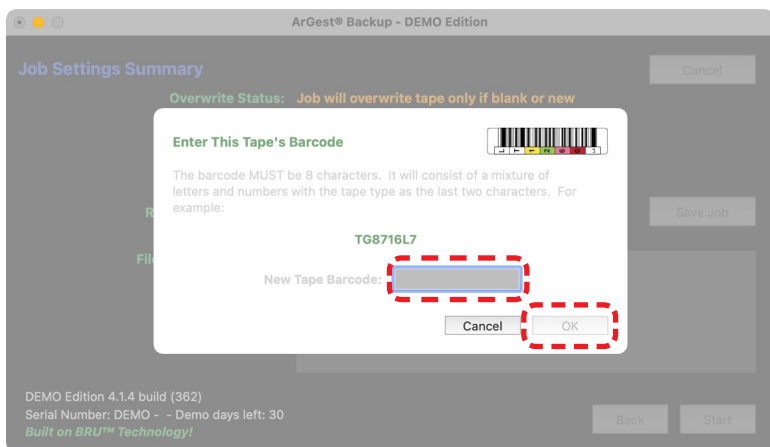 ArGest® Backup - DEMO Edition
Job Settings Summary
Cancel
Overwrite Status: Job will overwrite tape only if blank or new
Enter This Tape's Barcode
The barcode MUST be 8 characters. It will consist of a mixture of
letters and numbers with the tape type as the last two characters. For
example:
TG8716L7
R
Save Job
File
New Tape Barcode:
Cancel
OK
DEMO Edition 4.1.4 build (362)
Serial Number: DEMO - - Demo days left: 30
Built on BRU™ Technology!
Back
Start